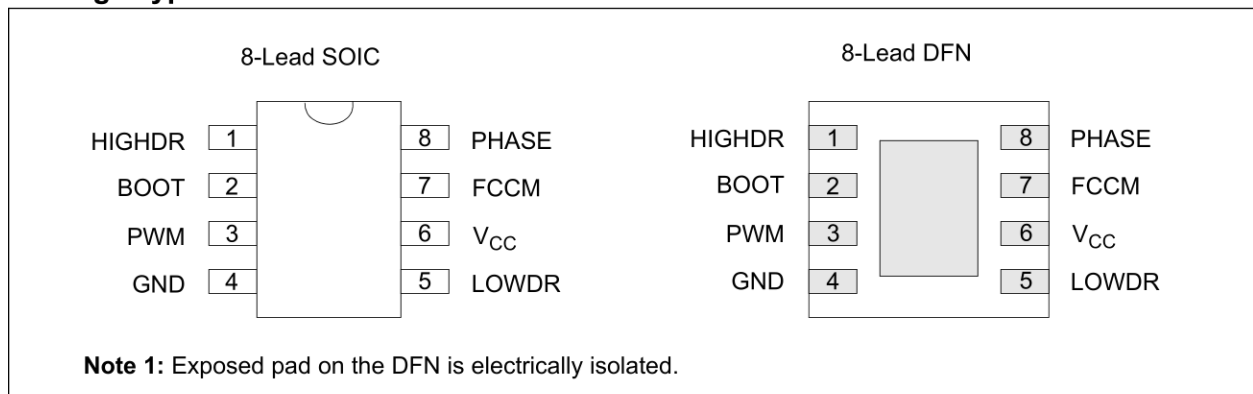 8-Lead SOIC
HIGHDR 1 8 PHASE
BOOT 2 7 FCCM
PWM 3 6 VCC
GND 4 5 LOWDR
8-Lead DFN
HIGHDR 1 8 PHASE
BOOT 2 7 FCCM
PWM 3 6 VCC
GND 4 5 LOWDR
Note 1: Exposed pad on the DFN is electrically isolated.